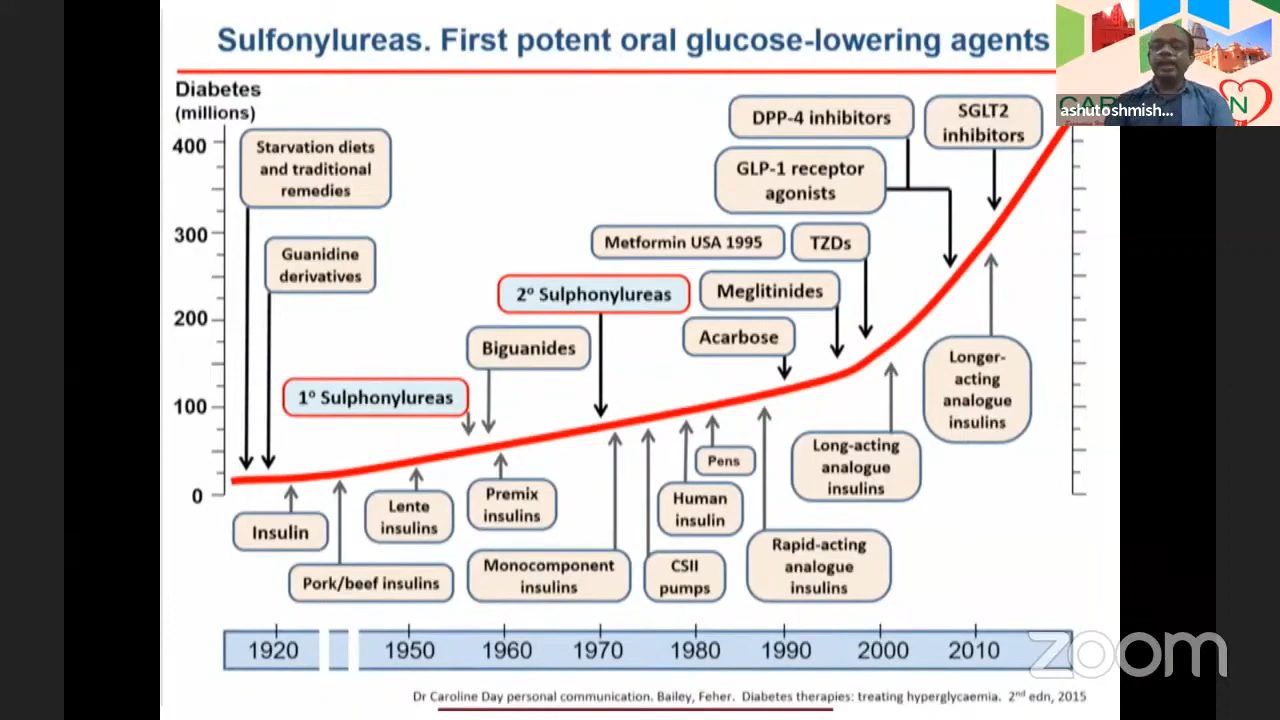 Sulfonylureas. First potent oral glucose-lowering agents
ashutoshmish...
Diabetes
(millions)
400
300
200
100
0
Starvation diets
and traditional
remedies
Guanidine
derivatives
1º Sulphonylureas
Biguanides
2º Sulphonylureas
Metformin USA 1995
TZDs
Meglitinides
Acarbose
DPP-4 inhibitors
GLP-1 receptor
agonists
SGLT2
inhibitors
Insulin
Pork/beef insulins
Lente
insulins
Premix
insulins
Monocomponent
insulins
CSII
pumps
Human
insulin
Pens
Rapid-acting
analogue
insulins
Long-acting
analogue
insulins
Longer-
acting
analogue
insulins
1920
1950
1960
1970
1980
1990
2000
2010
zoom
Dr Caroline Day personal communication. Bailey, Feher. Diabetes therapies: treating hyperglycaemia. 2nd edn, 2015